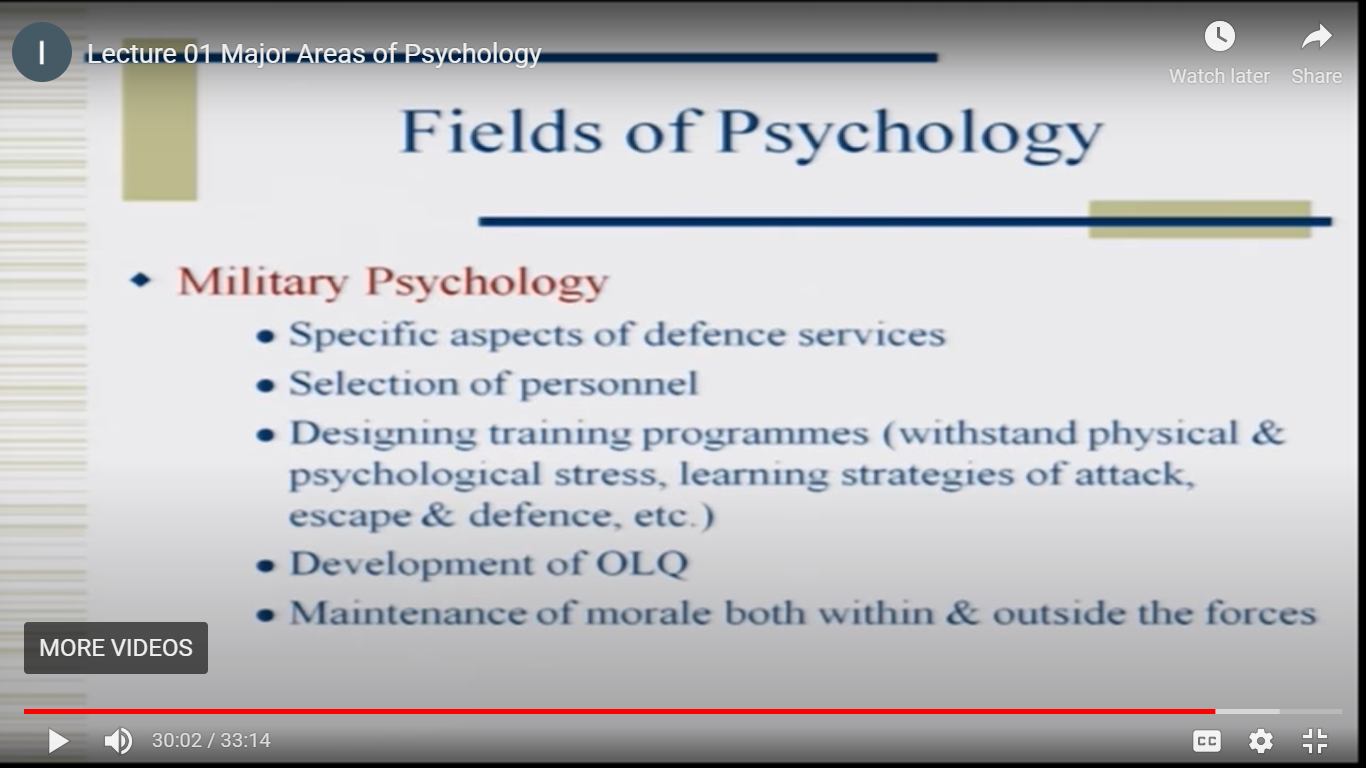 I
Lecture 01 Major Areas of Psychology
Watch later
Share
Fields of Psychology
Military Psychology
Specific aspects of defence services
Selection of personnel
Designing training programmes (withstand physical &
psychological stress, learning strategies of attack,
escape & defence, etc.)
Development of OLQ
Maintenance of morale both within & outside the forces
MORE VIDEOS
30:02 / 33:14
CC